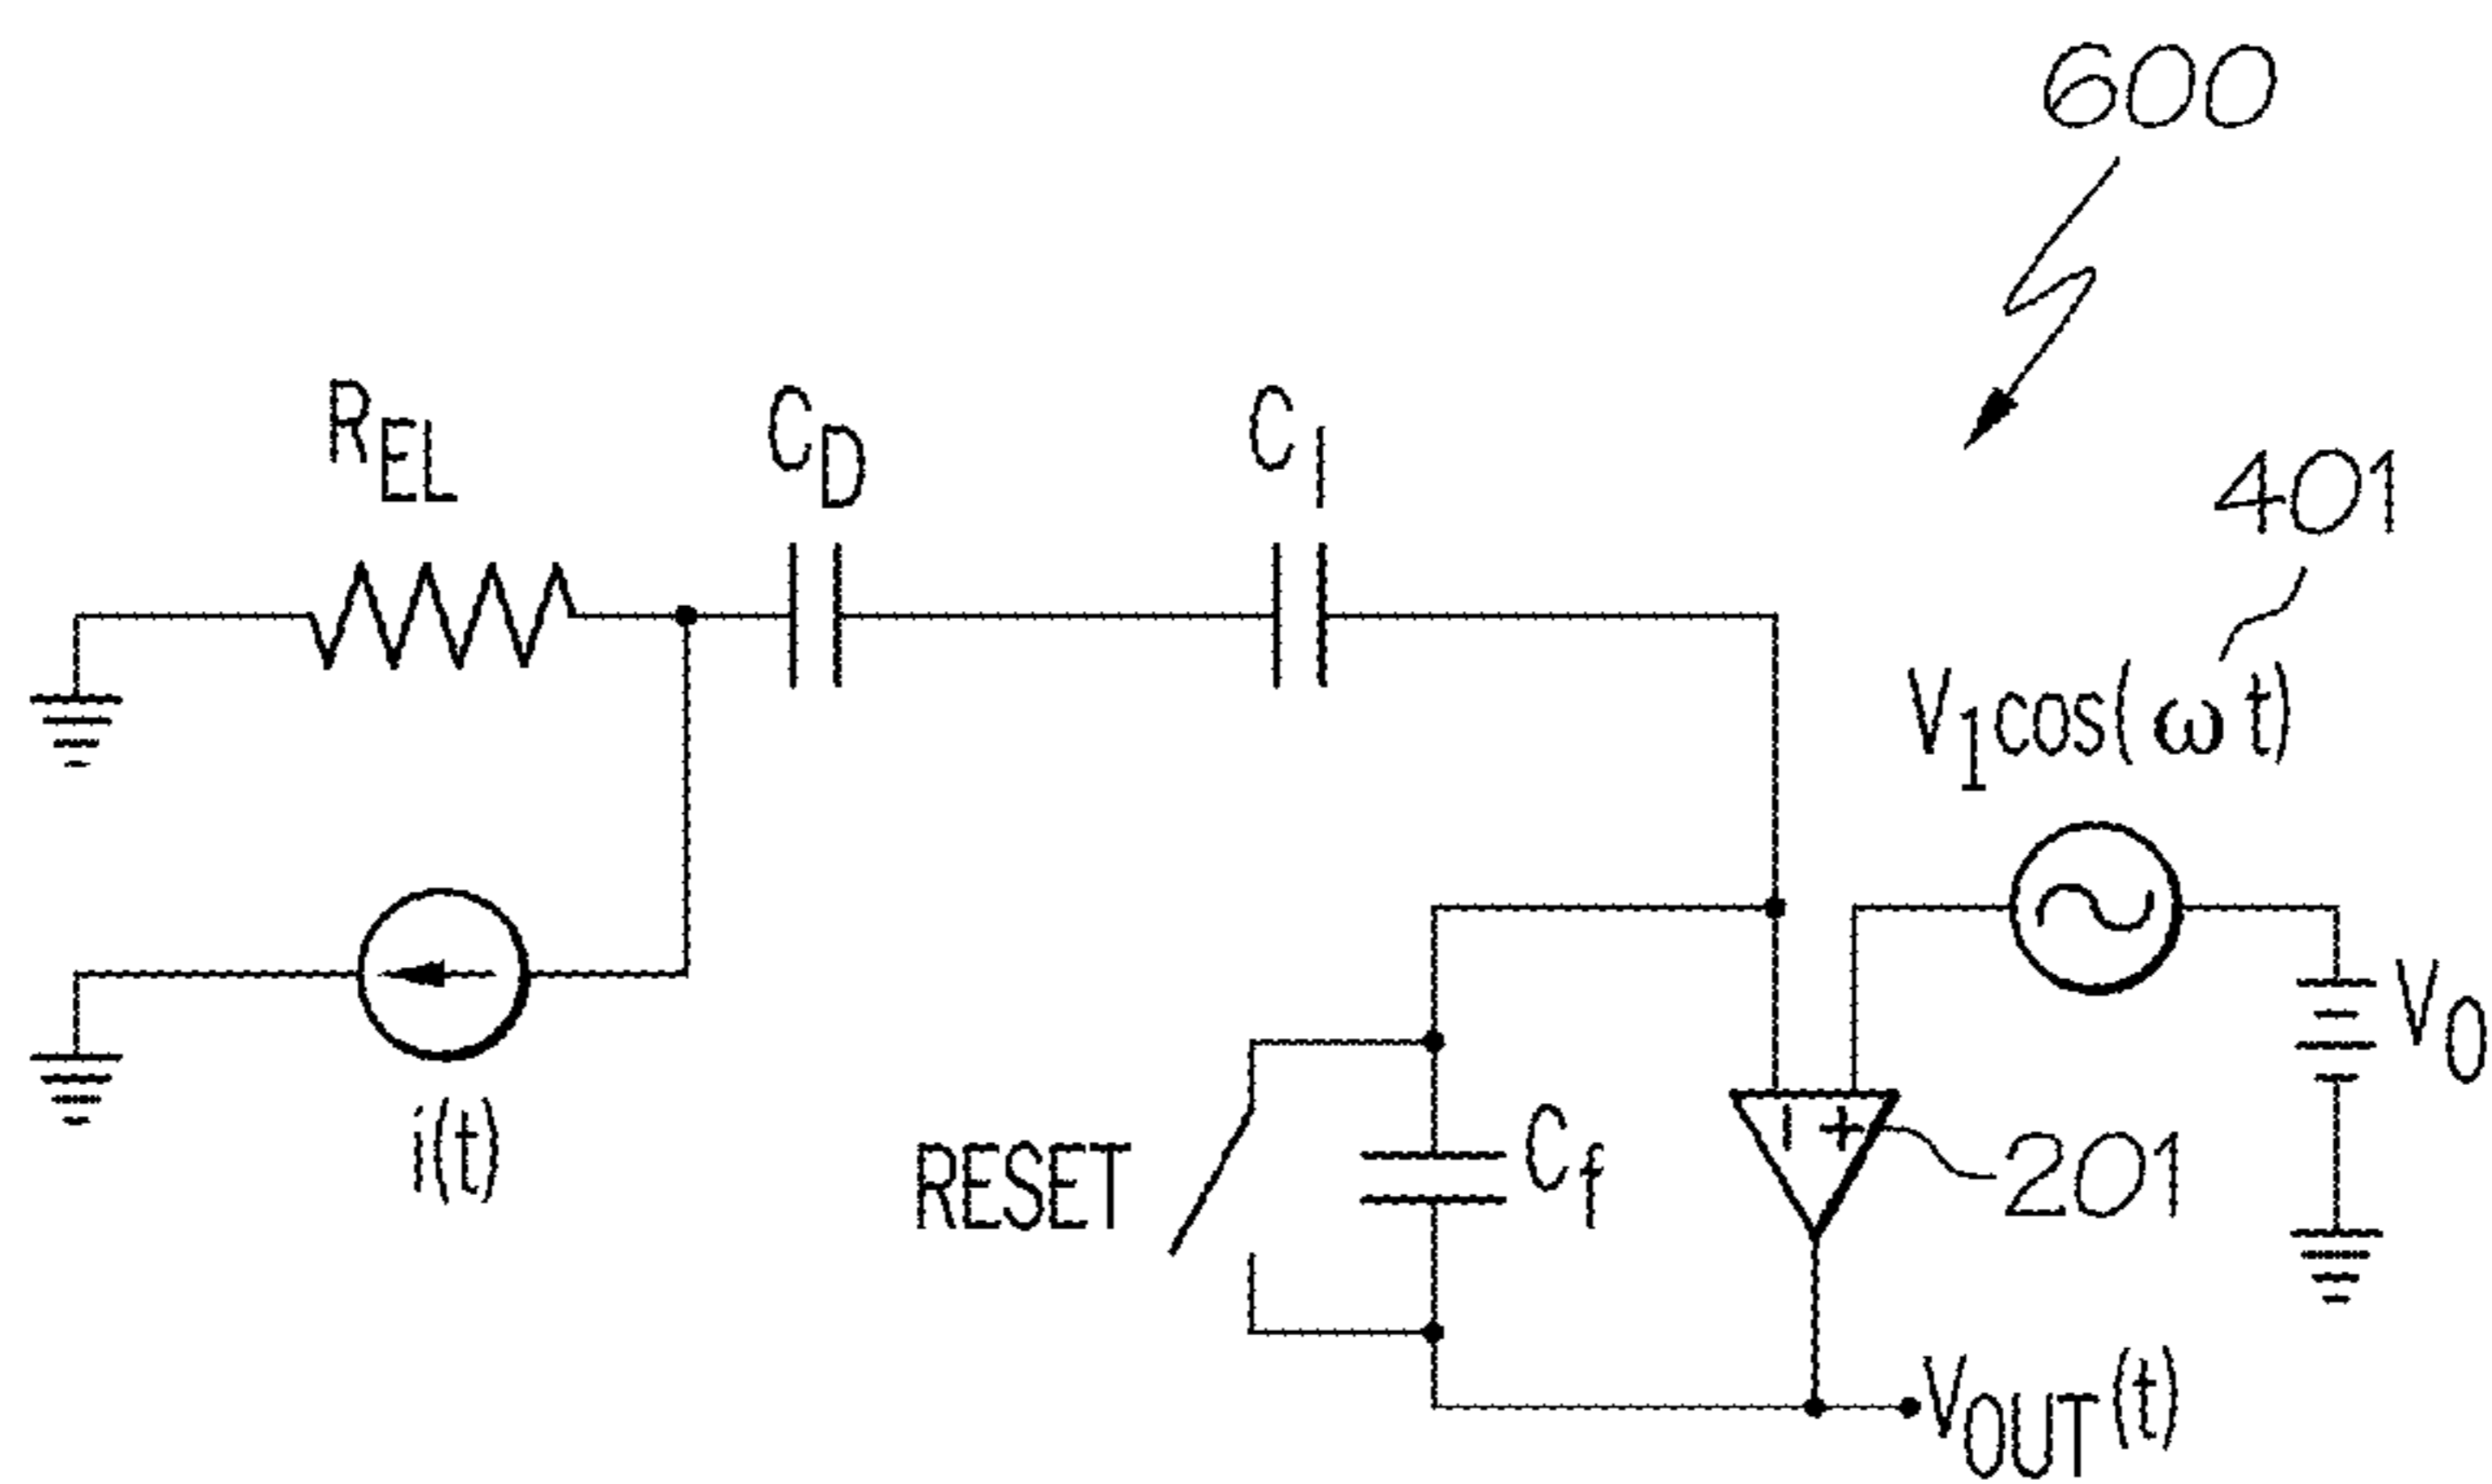 600
R_EL
C_D
C_I
401
V_1cos(ωt)
V_0
i(t)
RESET
C_f
- +
201
V_OUT(t)